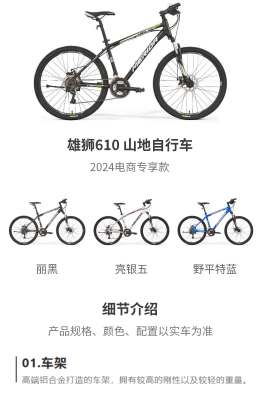 MERIDA
雄狮610 山地自行车
2024电商专享款
丽黑
亮银五
野平特蓝
细节介绍
产品规格、颜色、配置以实车为准
01.车架
高端铝合金打造的车架，拥有较高的刚性以及较轻的重量。